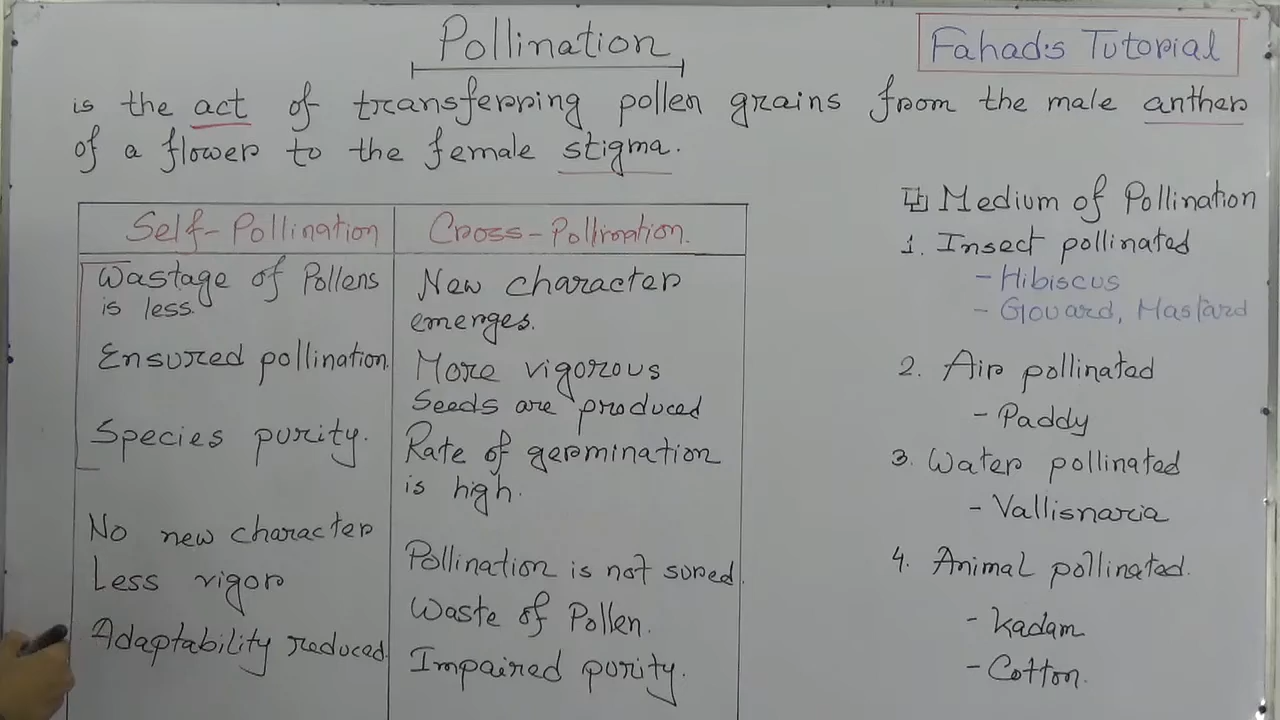 Pollination
Fahad's Tutorial
is the act of transferring pollen grains from the male anther
of a flower to the female stigma.
Self-Pollination
Wastage of Pollens
is less.
Ensured pollination.
Species purity.
No new character
Less vigor
Adaptability reduced.
Cross-Pollination.
New character
emerges.
More vigorous
Seeds are produced
Rate of germination
is high.
Pollination is not sured.
Waste of Pollen.
Impaired purity.
Medium of Pollination
1. Insect pollinated
- Hibiscus
- Gouard, Mastard
2. Air pollinated
- Paddy
3. Water pollinated
- Vallisnaria
4. Animal pollinated.
- Kadam
- Cotton.